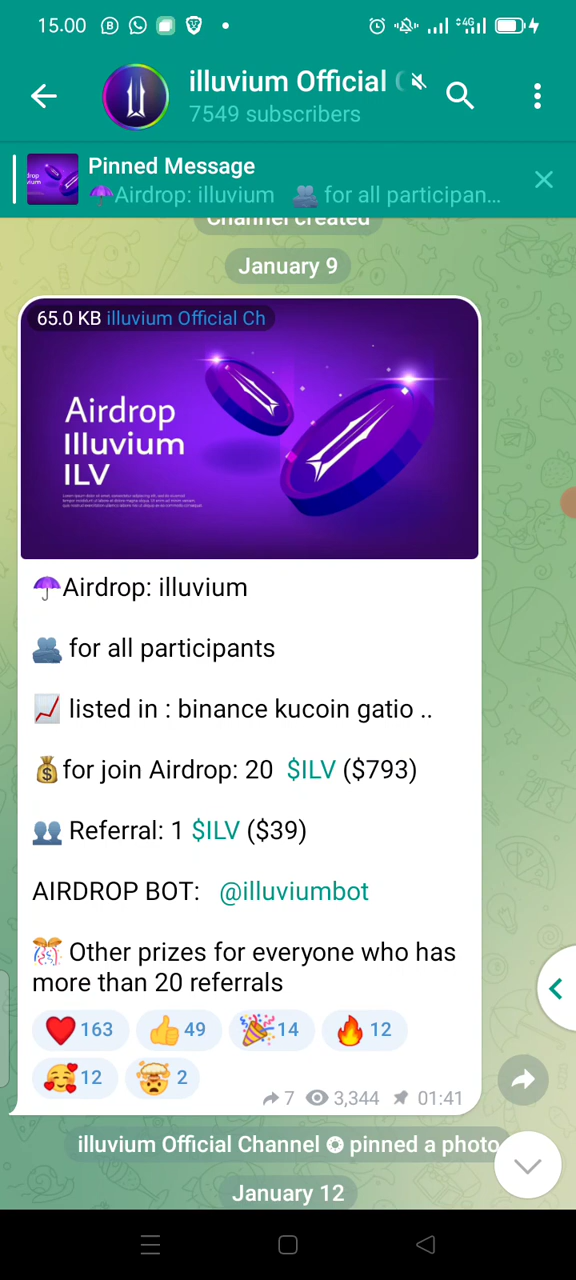 15.00
4G
illuvium Official
7549 subscribers
Pinned Message
Airdrop: illuvium 👥 for all participan...
Channel created
January 9
65.0 KB illuvium Official Ch
Airdrop
Illuvium
ILV
☂Airdrop: illuvium
👥 for all participants
📈 listed in : binance kucoin gatio ..
💰for join Airdrop: 20 $ILV ($793)
👥 Referral: 1 $ILV ($39)
AIRDROP BOT: @illuviumbot
🎊 Other prizes for everyone who has
more than 20 referrals
❤ 163 👍 49 🎉 14 🔥 12
🥰 12 🤯 2
7 3,344 01:41
illuvium Official Channel pinned a photo
January 12